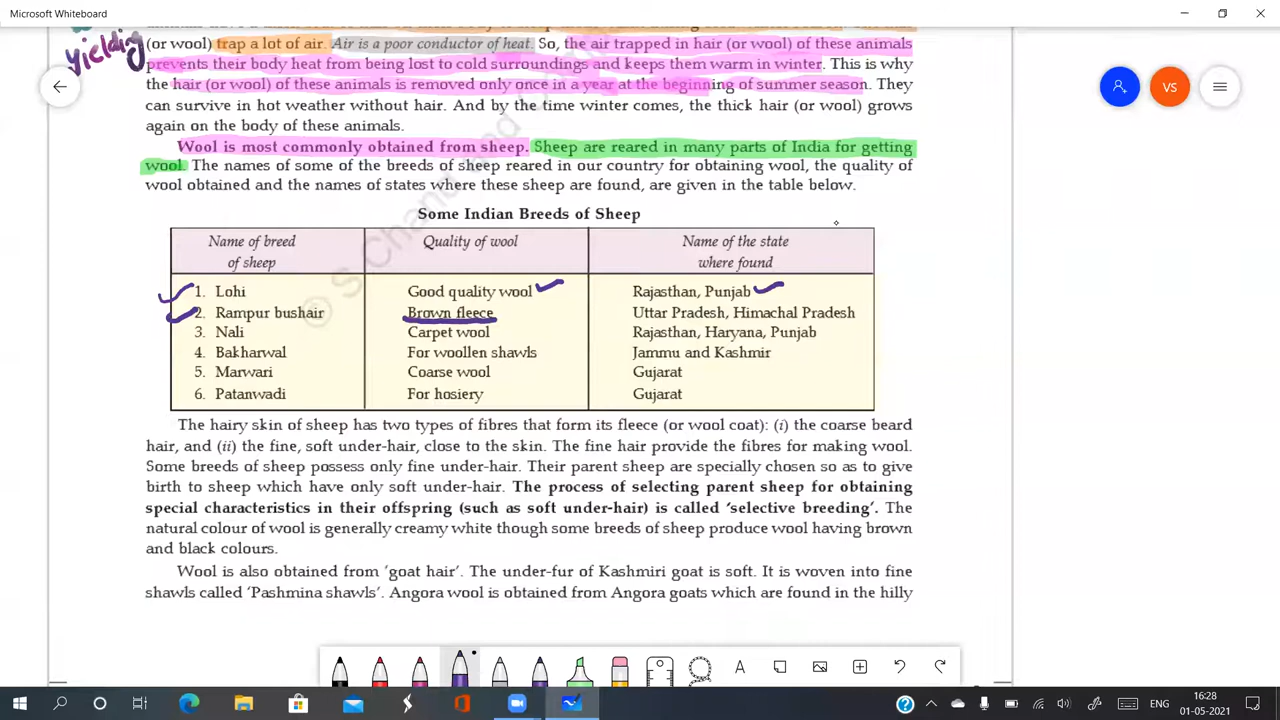 Microsoft Whiteboard
yielding
(or wool) trap a lot of air. Air is a poor conductor of heat. So, the air trapped in hair (or wool) of these animals
prevents their body heat from being lost to cold surroundings and keeps them warm in winter. This is why
the hair (or wool) of these animals is removed only once in a year at the beginning of summer season. They
can survive in hot weather without hair. And by the time winter comes, the thick hair (or wool) grows
again on the body of these animals.
Wool is most commonly obtained from sheep. Sheep are reared in many parts of India for getting
wool. The names of some of the breeds of sheep reared in our country for obtaining wool, the quality of
wool obtained and the names of states where these sheep are found, are given in the table below.
Some Indian Breeds of Sheep
Name of breed of sheep Quality of wool Name of the state where found
1. Lohi Good quality wool Rajasthan, Punjab
2. Rampur bushair Brown fleece Uttar Pradesh, Himachal Pradesh
3. Nali Carpet wool Rajasthan, Haryana, Punjab
4. Bakharwal For woollen shawls Jammu and Kashmir
5. Marwari Coarse wool Gujarat
6. Patanwadi For hosiery Gujarat
The hairy skin of sheep has two types of fibres that form its fleece (or wool coat): (i) the coarse beard
hair, and (ii) the fine, soft under-hair, close to the skin. The fine hair provide the fibres for making wool.
Some breeds of sheep possess only fine under-hair. Their parent sheep are specially chosen so as to give
birth to sheep which have only soft under-hair. The process of selecting parent sheep for obtaining
special characteristics in their offspring (such as soft under-hair) is called ‘selective breeding’. The
natural colour of wool is generally creamy white though some breeds of sheep produce wool having brown
and black colours.
Wool is also obtained from ‘goat hair’. The under-fur of Kashmiri goat is soft. It is woven into fine
shawls called ‘Pashmina shawls’. Angora wool is obtained from Angora goats which are found in the hilly
© S Chand
VS
A
ENG
16:28
01-05-2021